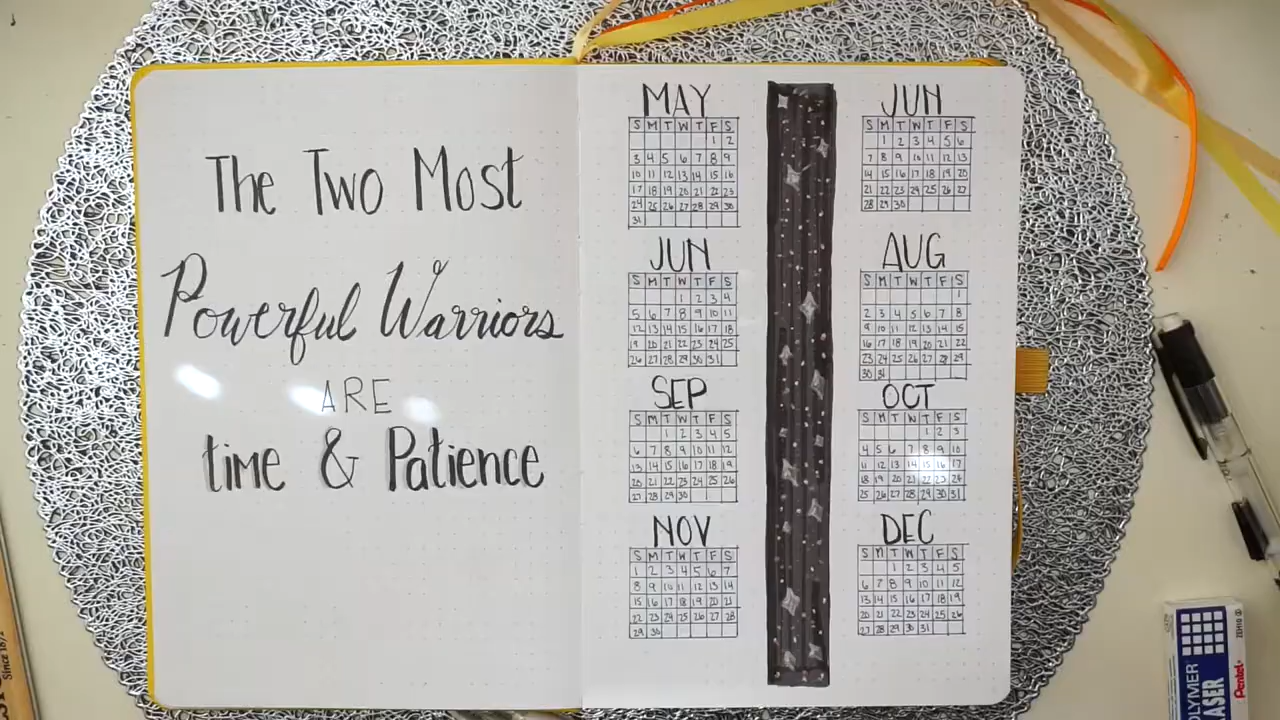 The Two Most
Powerful Warriors
ARE
time & Patience
MAY
S M T W T F S
1 2
3 4 5 6 7 8 9
10 11 12 13 14 15 16
17 18 19 20 21 22 23
24 25 26 27 28 29 30
31
JUN
S M T W T F S
1 2 3 4 5 6
7 8 9 10 11 12 13
14 15 16 17 18 19 20
21 22 23 24 25 26 27
28 29 30
JUN
S M T W T F S
1 2 3 4
5 6 7 8 9 10 11
12 13 14 15 16 17 18
19 20 21 22 23 24 25
26 27 28 29 30 31
AUG
S M T W T F S
1
2 3 4 5 6 7 8
9 10 11 12 13 14 15
16 17 18 19 20 21 22
23 24 25 26 27 28 29
30 31
SEP
S M T W T F S
1 2 3 4 5
6 7 8 9 10 11 12
13 14 15 16 17 18 19
20 21 22 23 24 25 26
27 28 29 30
OCT
S M T W T F S
1 2 3
4 5 6 7 8 9 10
11 12 13 14 15 16 17
18 19 20 21 22 23 24
25 26 27 28 29 30 31
NOV
S M T W T F S
1 2 3 4 5 6 7
8 9 10 11 12 13 14
15 16 17 18 19 20 21
22 23 24 25 26 27 28
29 30
DEC
S M T W T F S
1 2 3 4 5
6 7 8 9 10 11 12
13 14 15 16 17 18 19
20 21 22 23 24 25 26
27 28 29 30 31
Since 1872
LYMER
ASER
Pentel
ZEH10